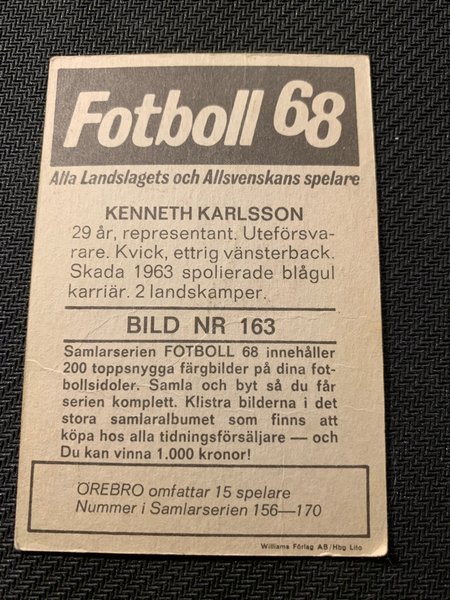 Fotboll 68
Alla Landslagets och Allsvenskans spelare
KENNETH KARLSSON
29 år, representant. Uteförsva-
rare. Kvick, ettrig vänsterback.
Skada 1963 spolierade blågul
karriär. 2 landskamper.
BILD NR 163
Samlarserien FOTBOLL 68 innehåller
200 toppsnygga färgbilder på dina fot-
bollsidoler. Samla och byt så du får
serien komplett. Klistra bilderna i det
stora samlaralbumet som finns att
köpa hos alla tidningsförsäljare — och
Du kan vinna 1.000 kronor!
ÖREBRO omfattar 15 spelare
Nummer i Samlarserien 156—170
Williams Förlag AB/Hbg Lito